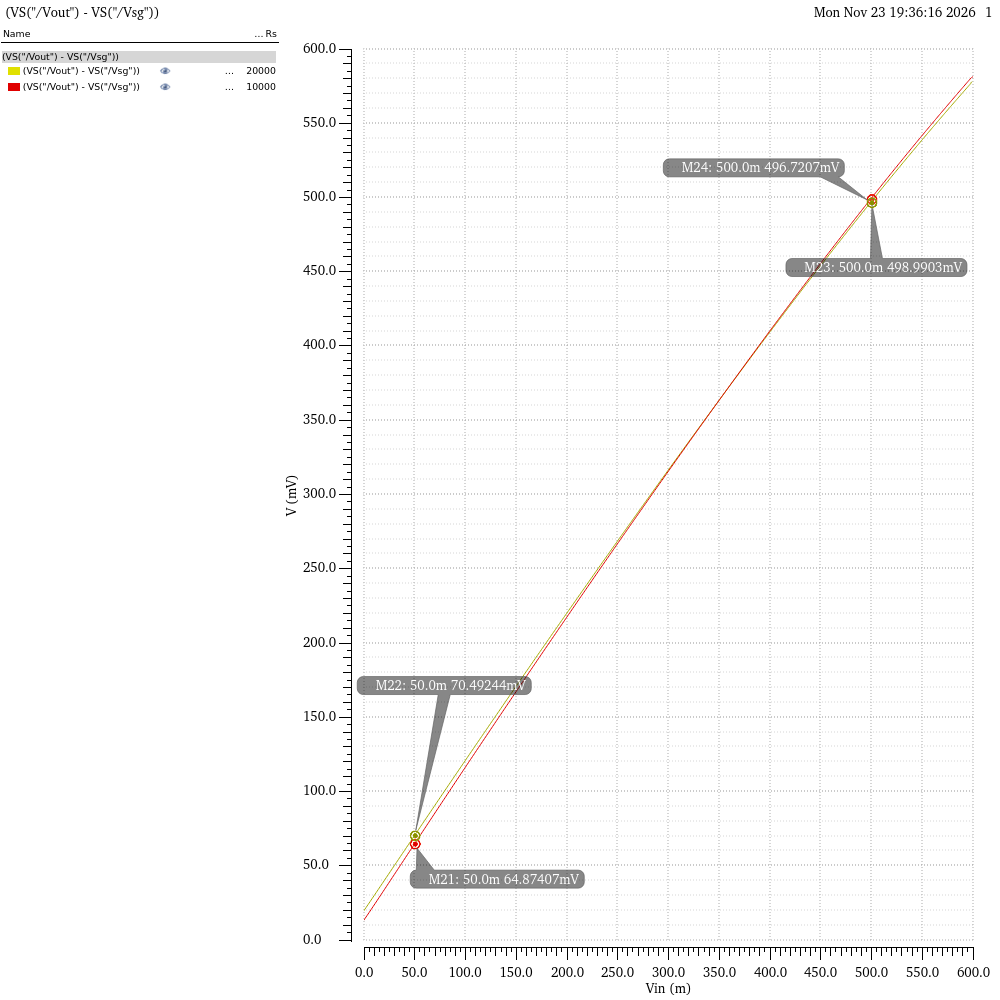 (VS("/Vout") - VS("/Vsg"))
Mon Nov 23 19:36:16 2026 1
Name ... Rs
(VS("/Vout") - VS("/Vsg"))
(VS("/Vout") - VS("/Vsg")) ... 20000
(VS("/Vout") - VS("/Vsg")) ... 10000
600.0
550.0
500.0
450.0
400.0
350.0
300.0
250.0
200.0
150.0
100.0
50.0
0.0
V (mV)
M24: 500.0m 496.7207mV
M23: 500.0m 498.9903mV
M22: 50.0m 70.49244mV
M21: 50.0m 64.87407mV
0.0 50.0 100.0 150.0 200.0 250.0 300.0 350.0 400.0 450.0 500.0 550.0 600.0
Vin (m)